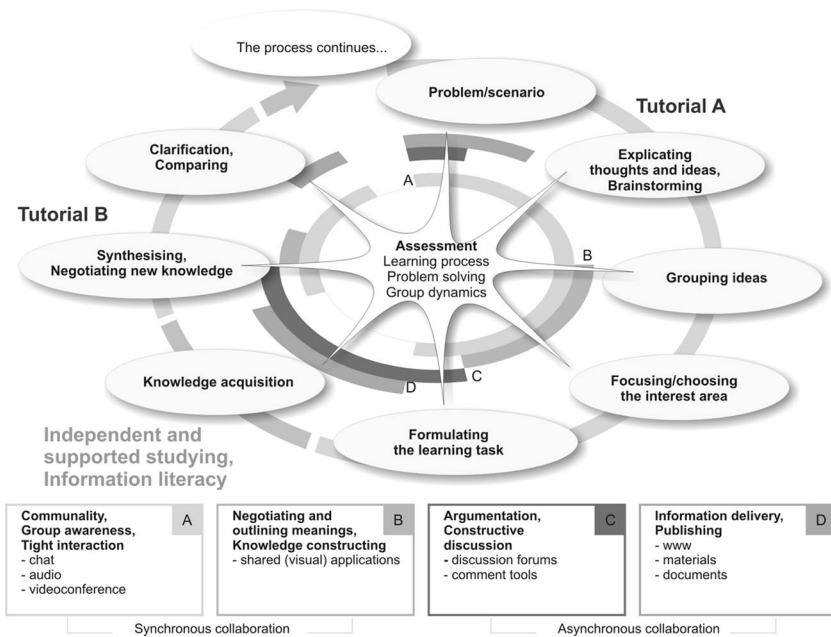 The process continues...
Problem/scenario
Tutorial A
Clarification,
Comparing
Explicating
thoughts and ideas,
Brainstorming
A
Tutorial B
Assessment
Learning process
Problem solving
Group dynamics
B
Synthesising,
Negotiating new knowledge
Grouping ideas
Knowledge acquisition
D
C
Focusing/choosing
the interest area
Independent and
supported studying,
Information literacy
Formulating
the learning task
Communality,
Group awareness,
Tight interaction
- chat
- audio
- videoconference
A
Negotiating and
outlining meanings,
Knowledge constructing
- shared (visual) applications
B
Argumentation,
Constructive
discussion
- discussion forums
- comment tools
C
Information delivery,
Publishing
- www
- materials
- documents
D
Synchronous collaboration
Asynchronous collaboration